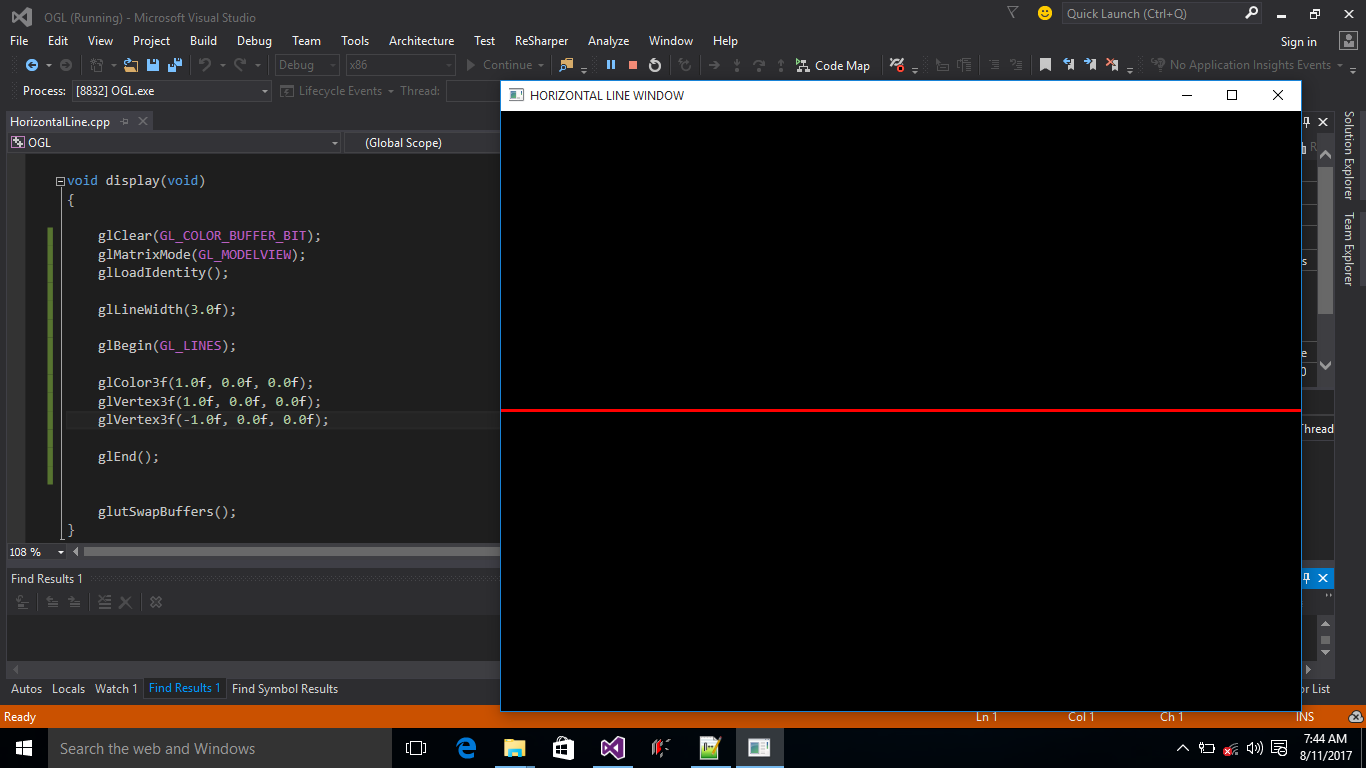 OGL (Running) - Microsoft Visual Studio
Quick Launch (Ctrl+Q)
File Edit View Project Build Debug Team Tools Architecture Test ReSharper Analyze Window Help
Sign in
Debug x86 Continue Code Map No Application Insights Events
Process: [8832] OGL.exe Lifecycle Events Thread:
HORIZONTAL LINE WINDOW
HorizontalLine.cpp
OGL (Global Scope)
void display(void)
{
glClear(GL_COLOR_BUFFER_BIT);
glMatrixMode(GL_MODELVIEW);
glLoadIdentity();
glLineWidth(3.0f);
glBegin(GL_LINES);
glColor3f(1.0f, 0.0f, 0.0f);
glVertex3f(1.0f, 0.0f, 0.0f);
glVertex3f(-1.0f, 0.0f, 0.0f);
glEnd();
glutSwapBuffers();
}
108 %
Solution Explorer
Team Explorer
Thread
Find Results 1
Autos Locals Watch 1 Find Results 1 Find Symbol Results
or List
Ready Ln 1 Col 1 Ch 1 INS
Search the web and Windows
7:44 AM
8/11/2017